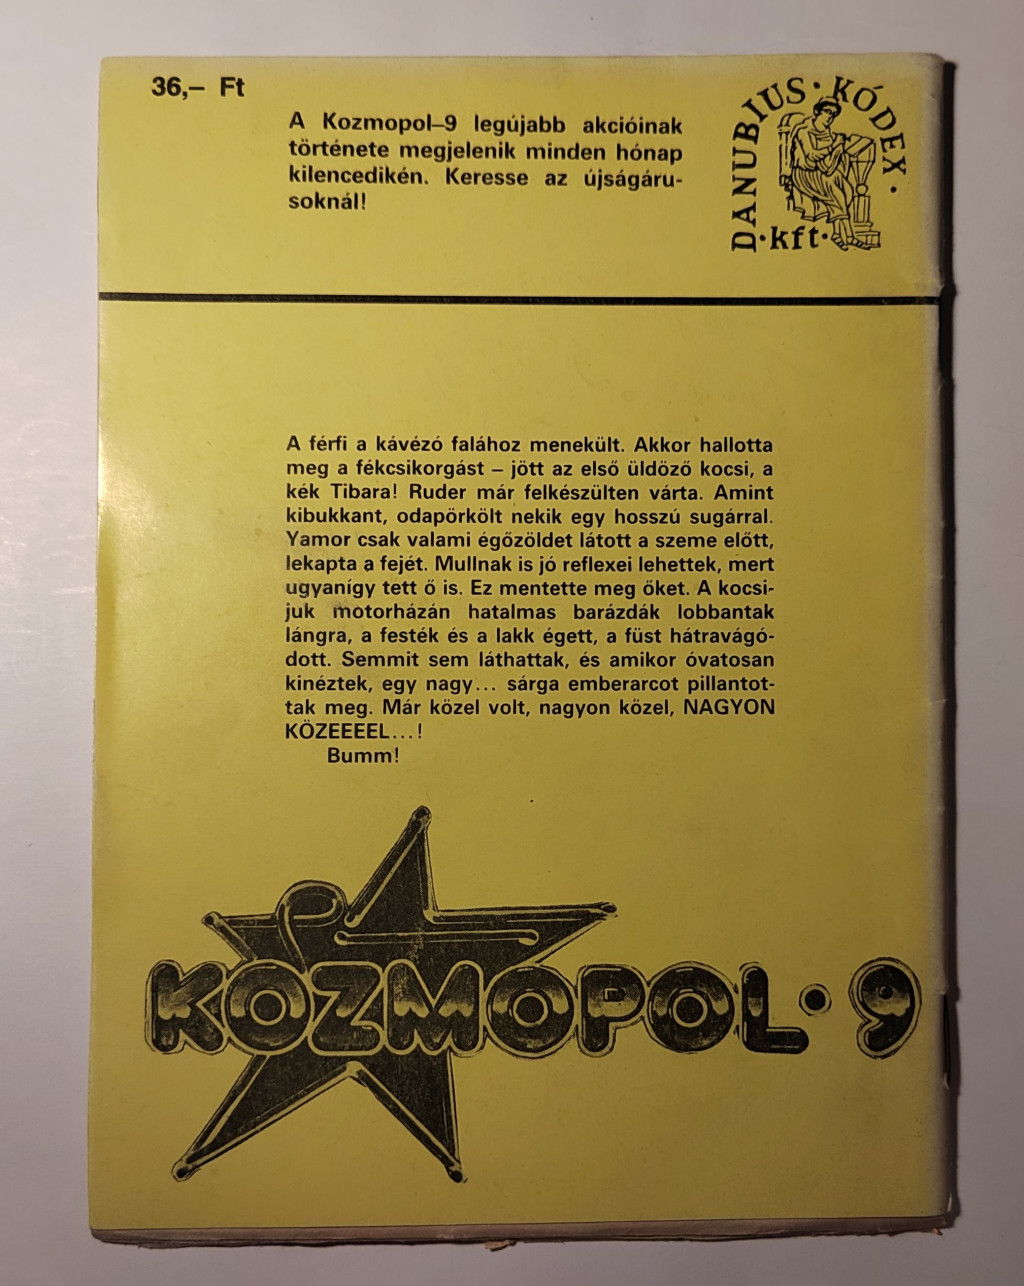 36,– Ft
A Kozmopol–9 legújabb akcióinak
története megjelenik minden hónap
kilencedikén. Keresse az újságáru-
soknál!
DANUBIUS · KÓDEX ·
· kft ·
A férfi a kávézó falához menekült. Akkor hallotta
meg a fékcsikorgást – jött az első üldöző kocsi, a
kék Tibara! Ruder már felkészülten várta. Amint
kibukkant, odapörkölt nekik egy hosszú sugárral.
Yamor csak valami égőzöldet látott a szeme előtt,
lekapta a fejét. Mullnak is jó reflexei lehettek, mert
ugyanígy tett ő is. Ez mentette meg őket. A kocsi-
juk motorházán hatalmas barázdák lobbantak
lángra, a festék és a lakk égett, a füst hátravágó-
dott. Semmit sem láthattak, és amikor óvatosan
kinéztek, egy nagy... sárga emberarcot pillantot-
tak meg. Már közel volt, nagyon közel, NAGYON
KÖZEEEEL...!
Bumm!
KOZMOPOL · 9